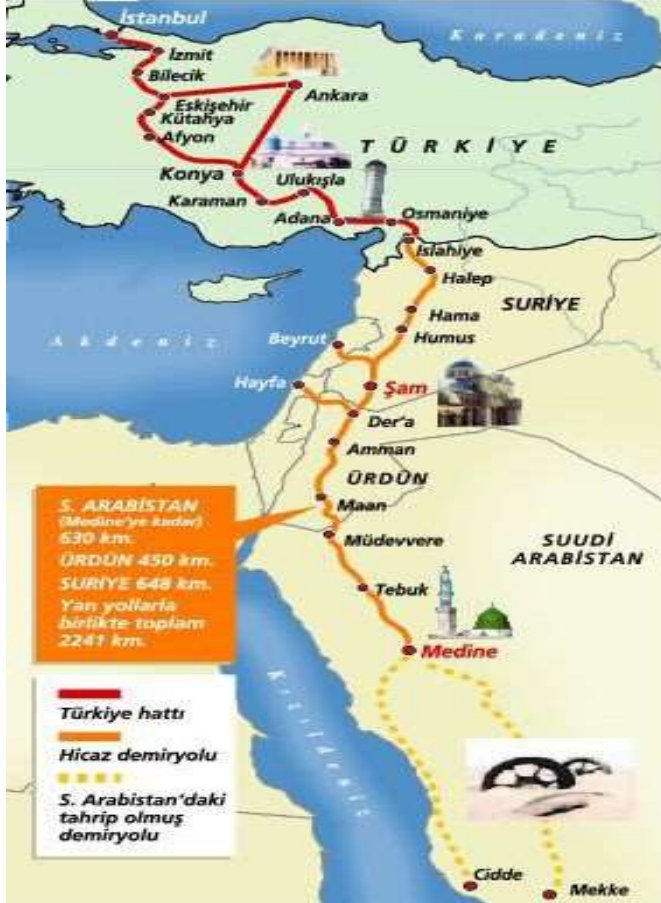 İstanbul
Karadeniz
İzmit
Bilecik
Ankara
Eskişehir
Kütahya
Afyon
TÜRKİYE
Konya
Ulukışla
Karaman
Adana
Osmaniye
Islahiye
Halep
SURİYE
Hama
Humus
Akdeniz
Beyrut
Hayfa
Şam
Der'a
Amman
ÜRDÜN
Maan
Müdevvere
SUUDİ
ARABİSTAN
Tebuk
Medine
S. ARABİSTAN
(Medine'ye kadar)
630 km.
ÜRDÜN 450 km.
SURİYE 648 km.
Yan yollarla
birlikte toplam
2241 km.
Kızıldeniz
Türkiye hattı
Hicaz demiryolu
S. Arabistan'daki
tahrip olmuş
demiryolu
Cidde
Mekke